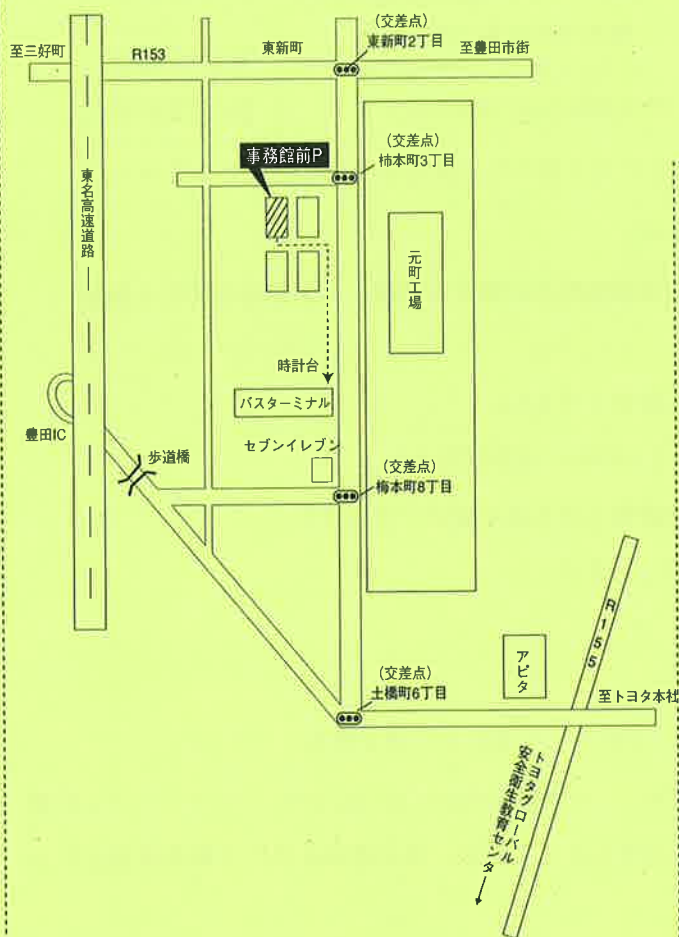 (交差点)
東新町2丁目
至三好町
R153
東新町
至豊田市街
(交差点)
柿本町3丁目
事務館前P
東名高速道路
元町工場
時計台
バスターミナル
豊田IC
歩道橋
セブンイレブン
(交差点)
梅本町8丁目
R155
アピタ
(交差点)
土橋町6丁目
至トヨタ本社
トヨタグローバル
安全衛生教育センタ